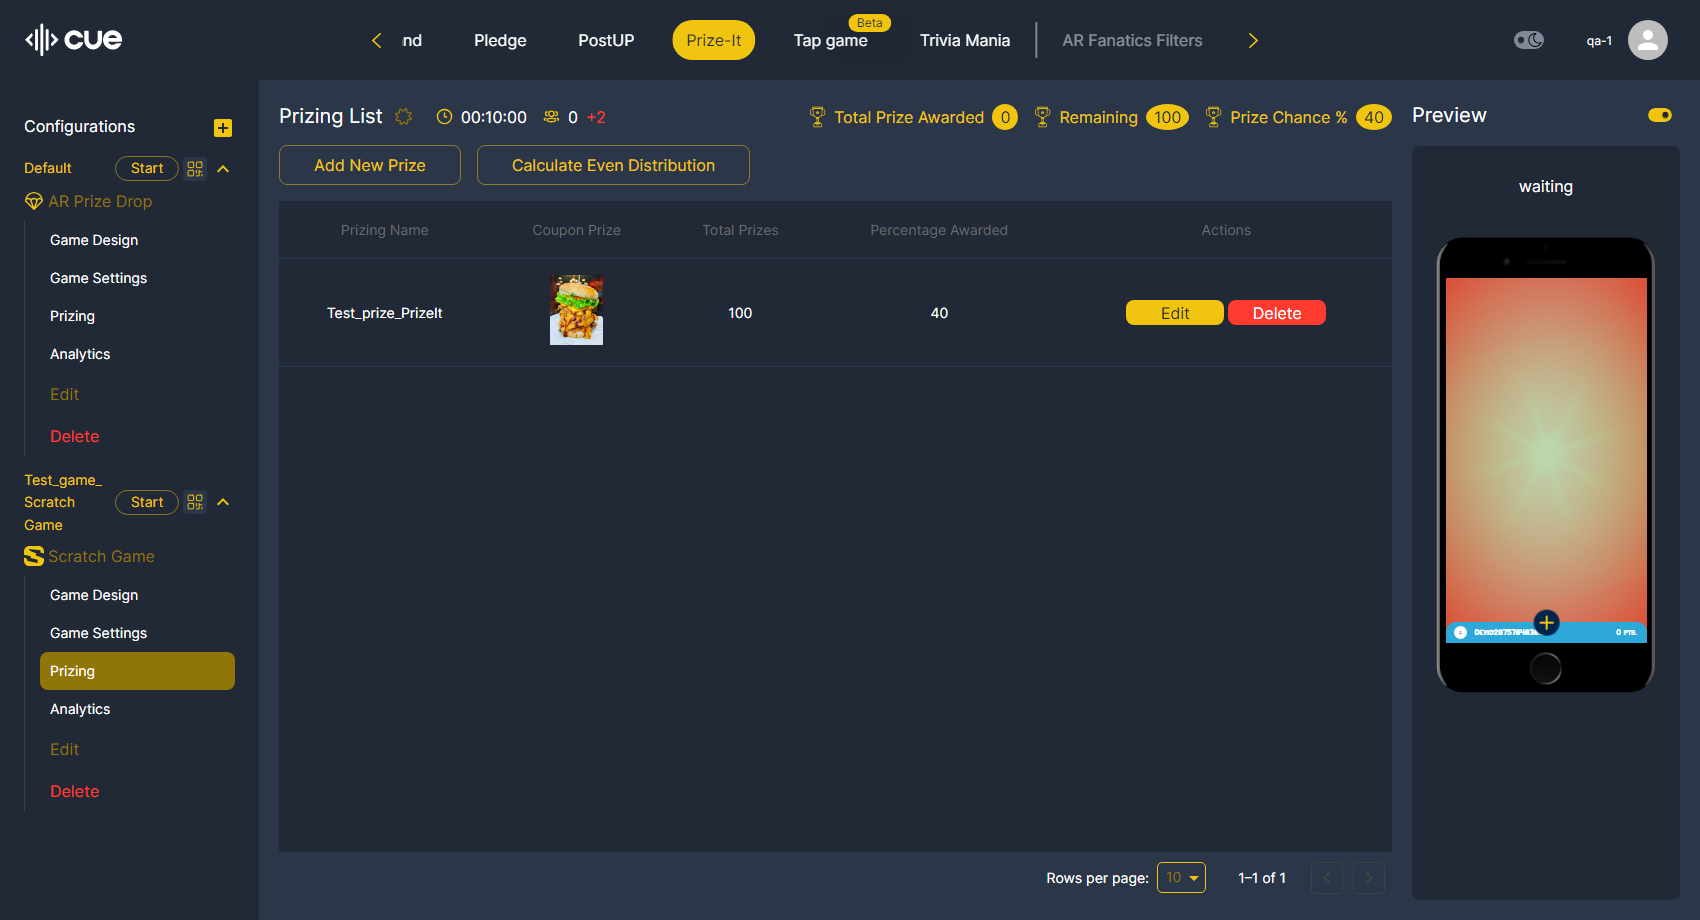 cue
nd
Pledge
PostUP
Prize-It
Beta
Tap game
Trivia Mania
AR Fanatics Filters
qa-1
Configurations
Default
Start
AR Prize Drop
Game Design
Game Settings
Prizing
Analytics
Edit
Delete
Test_game_
Scratch
Game
Start
Scratch Game
Game Design
Game Settings
Prizing
Analytics
Edit
Delete
Prizing List
00:10:00
0 +2
Total Prize Awarded 0
Remaining 100
Prize Chance % 40
Add New Prize
Calculate Even Distribution
Prizing Name
Coupon Prize
Total Prizes
Percentage Awarded
Actions
Test_prize_PrizeIt
100
40
Edit
Delete
Rows per page: 10
1–1 of 1
Preview
waiting
0 PTS.